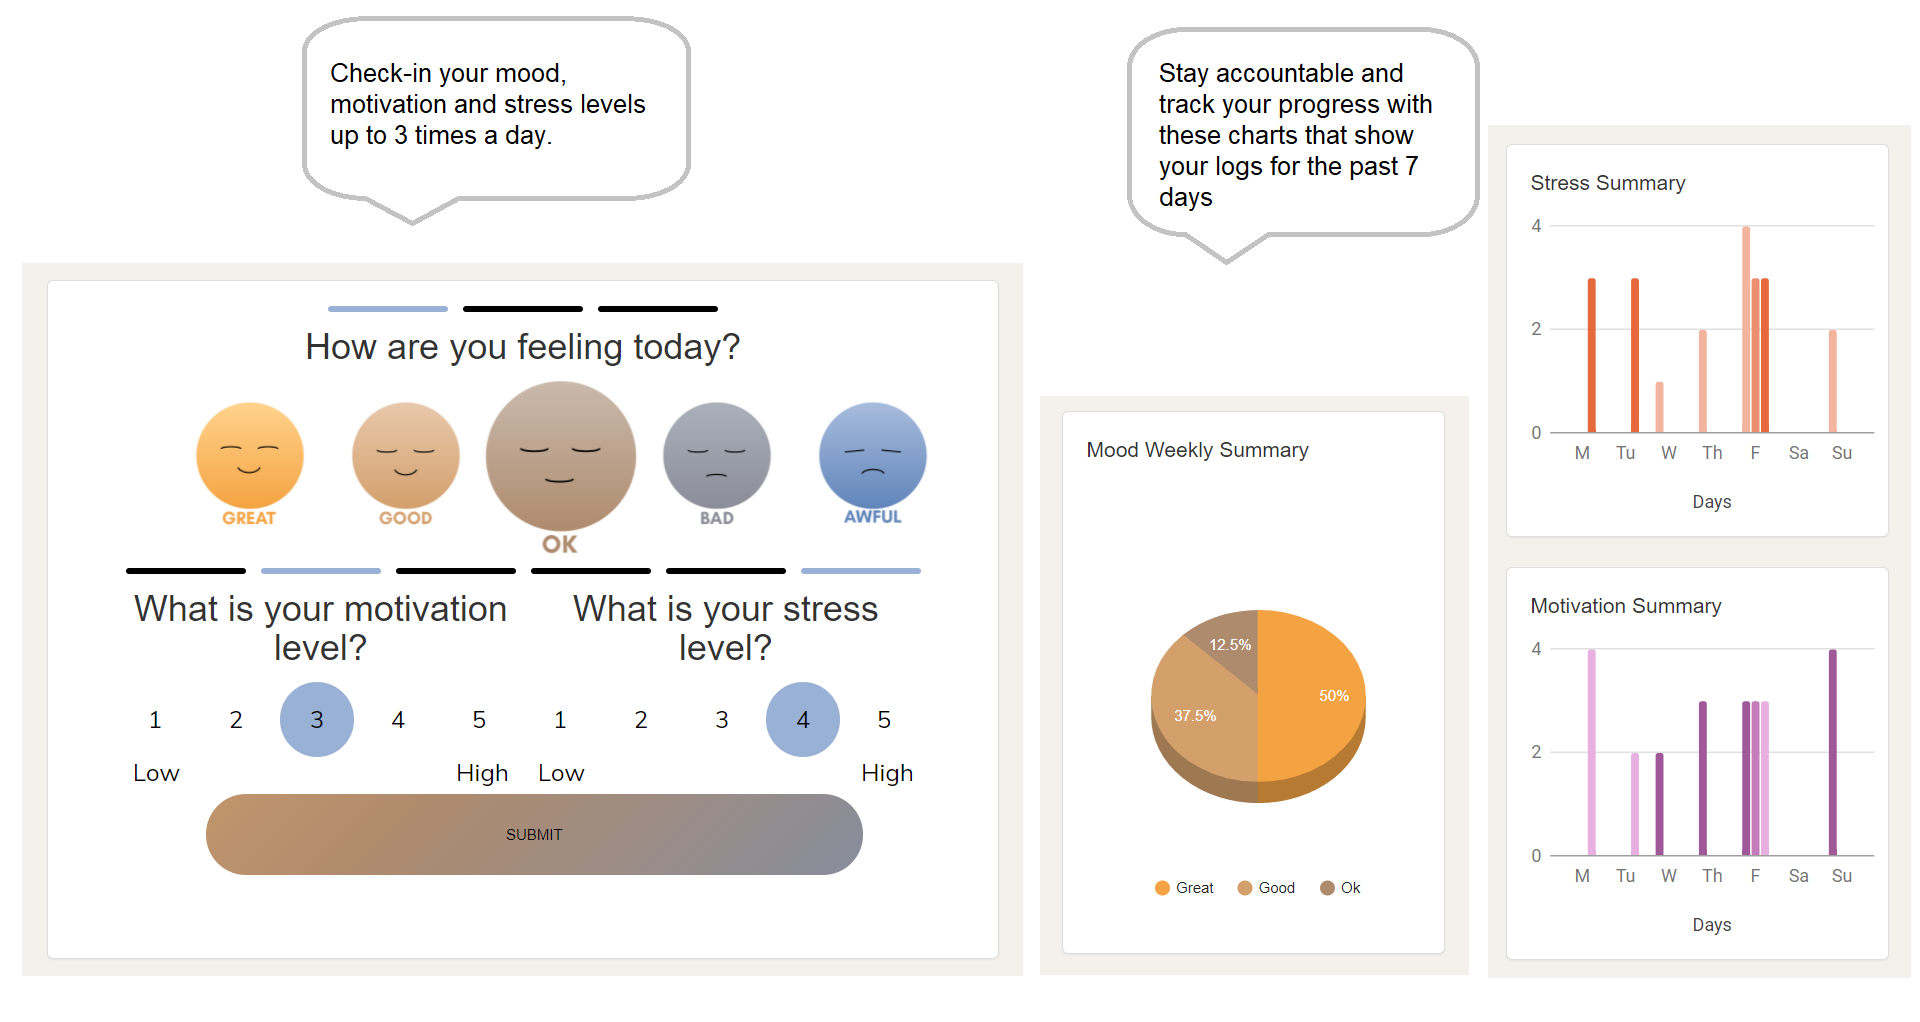 Check-in your mood,
motivation and stress levels
up to 3 times a day.
Stay accountable and
track your progress with
these charts that show
your logs for the past 7
days
How are you feeling today?
GREAT GOOD OK BAD AWFUL
What is your motivation
level?
What is your stress
level?
1 2 3 4 5
Low High
1 2 3 4 5
Low High
SUBMIT
Mood Weekly Summary
12.5%
50%
37.5%
Great Good Ok
Stress Summary
4
2
0
M Tu W Th F Sa Su
Days
Motivation Summary
4
2
0
M Tu W Th F Sa Su
Days